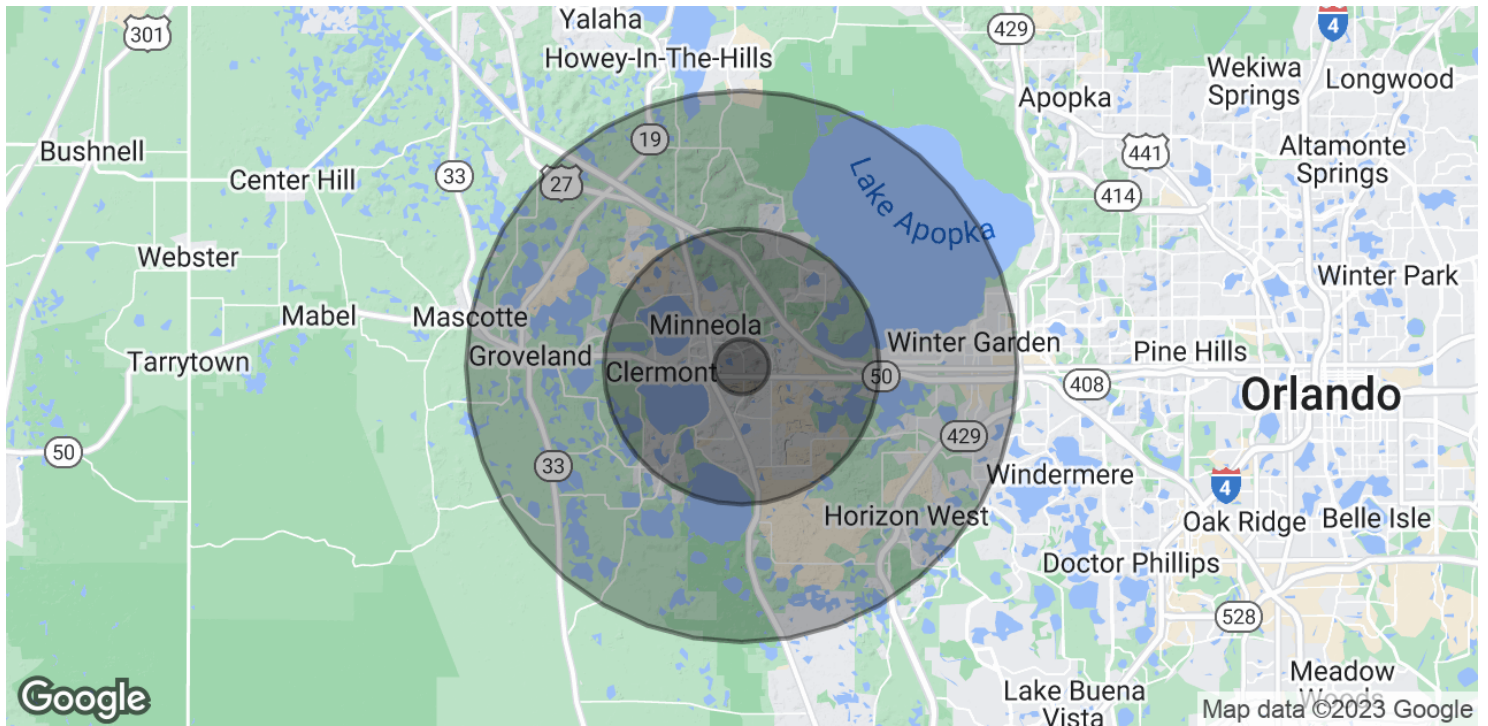 Yalaha
301
429
4
Howey-In-The-Hills
Wekiwa
Springs
Longwood
Apopka
19
Bushnell
441
Altamonte
Springs
33
Center Hill
27
414
Lake Apopka
Webster
Winter Park
Mabel
Mascotte
Minneola
Winter Garden
Pine Hills
Tarrytown
Groveland
Clermont
50
408
Orlando
429
50
33
Windermere
4
Horizon West
Oak Ridge
Belle Isle
Doctor Phillips
528
Meadow
Woods
Lake Buena
Vista
Google
Map data ©2023 Google